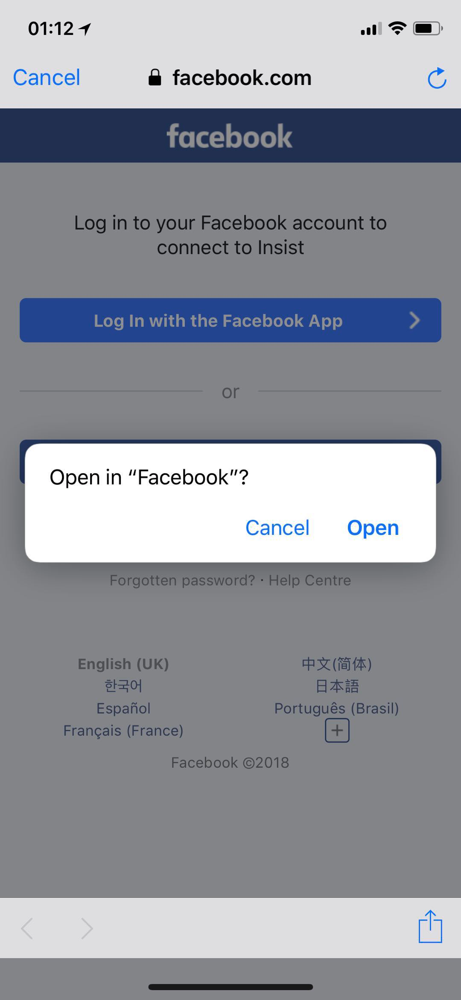 01:12
Cancel
facebook.com
facebook
Log in to your Facebook account to
connect to Insist
Log In with the Facebook App
or
Open in “Facebook”?
Cancel
Open
Forgotten password? · Help Centre
English (UK)
中文(简体)
한국어
日本語
Español
Português (Brasil)
Français (France)
Facebook ©2018